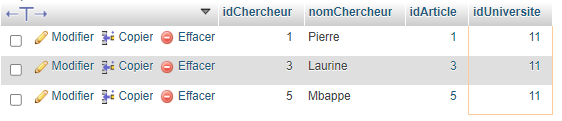 ←T→ idChercheur nomChercheur idArticle idUniversite
Modifier Copier Effacer 1 Pierre 1 11
Modifier Copier Effacer 3 Laurine 3 11
Modifier Copier Effacer 5 Mbappe 5 11